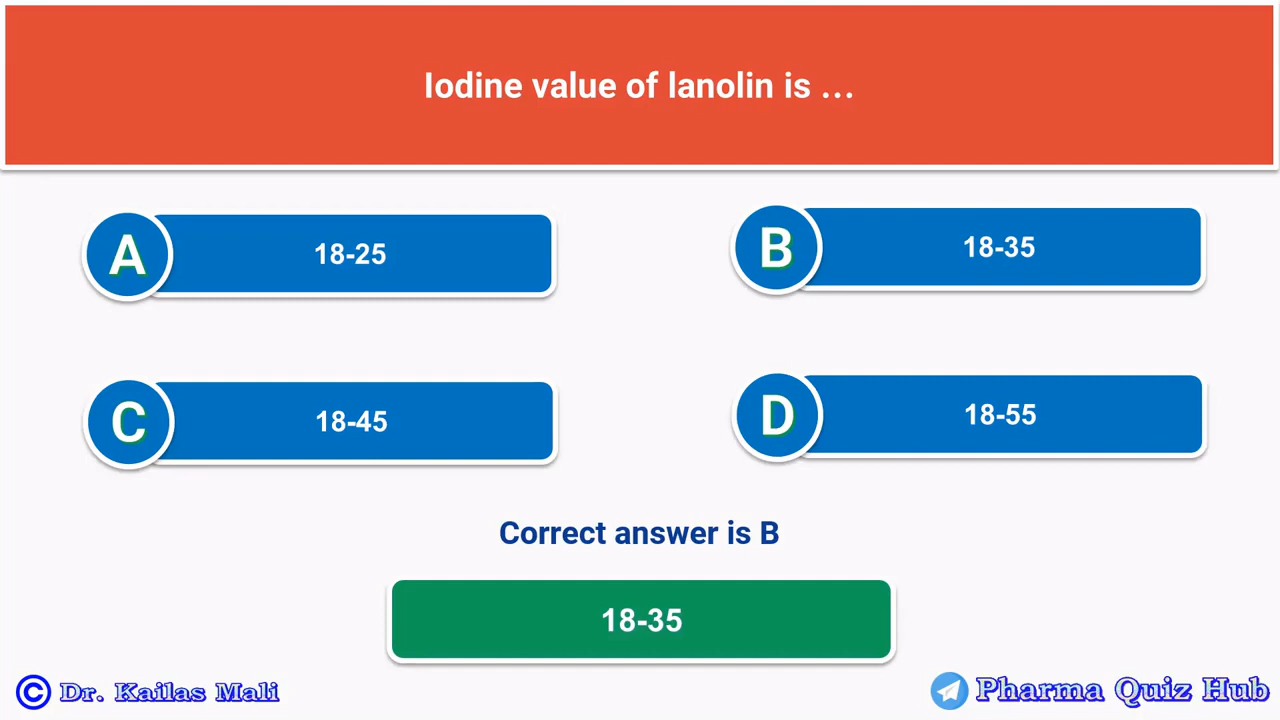 Iodine value of lanolin is ...
A 18-25
B 18-35
C 18-45
D 18-55
Correct answer is B
18-35
© Dr. Kailas Mali
Pharma Quiz Hub